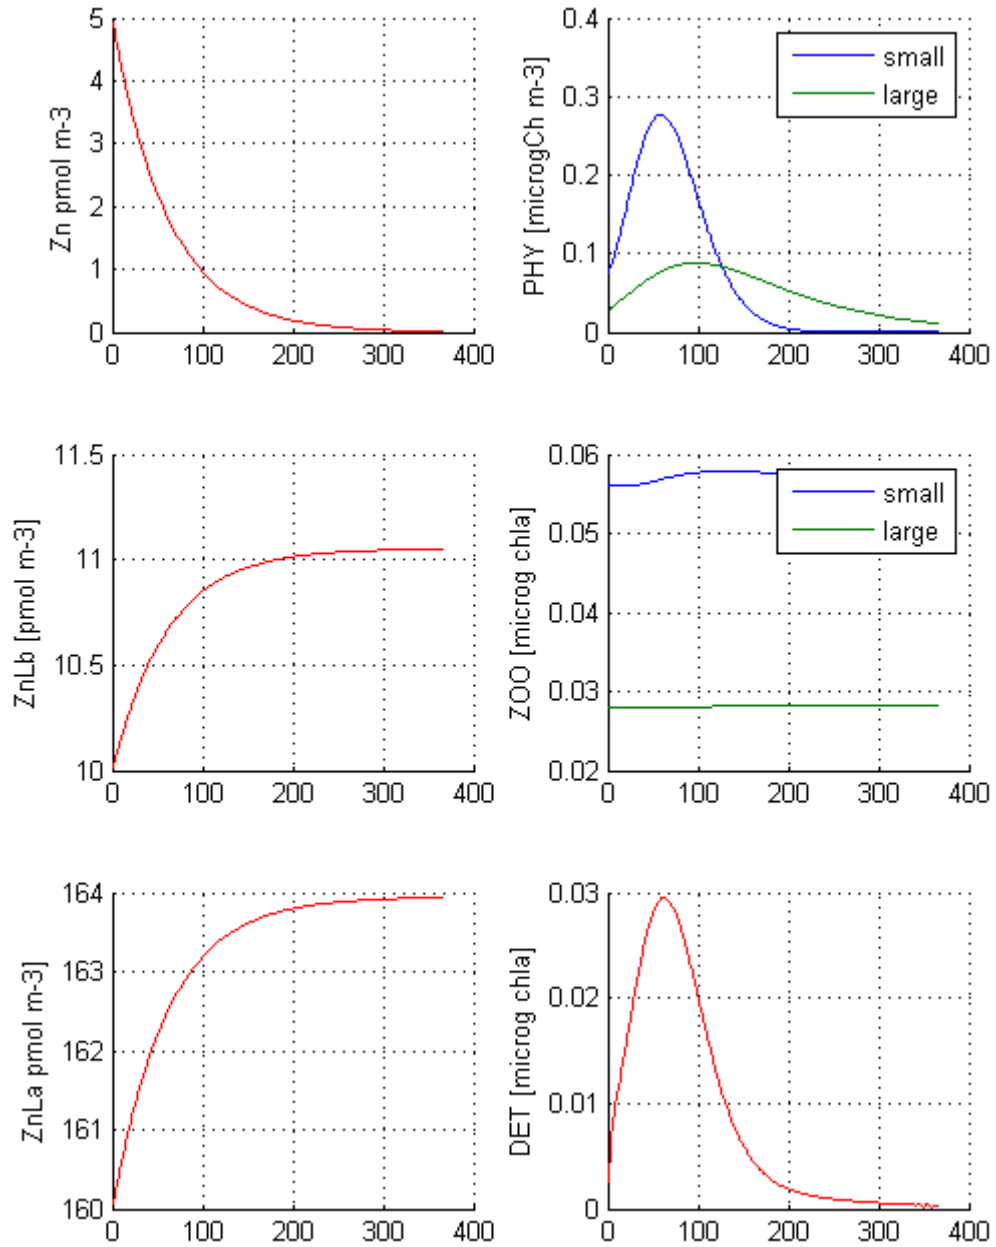 5
4
3
2
1
0
Zn pmol m-3
0 100 200 300 400
0.4
0.3
0.2
0.1
0
PHY [microgCh m-3]
small
large
0 100 200 300 400
11.5
11
10.5
10
ZnLb [pmol m-3]
0 100 200 300 400
0.06
0.05
0.04
0.03
0.02
ZOO [microg chla]
small
large
0 100 200 300 400
164
163
162
161
160
ZnLa pmol m-3]
0 100 200 300 400
0.03
0.02
0.01
0
DET [microg chla]
0 100 200 300 400